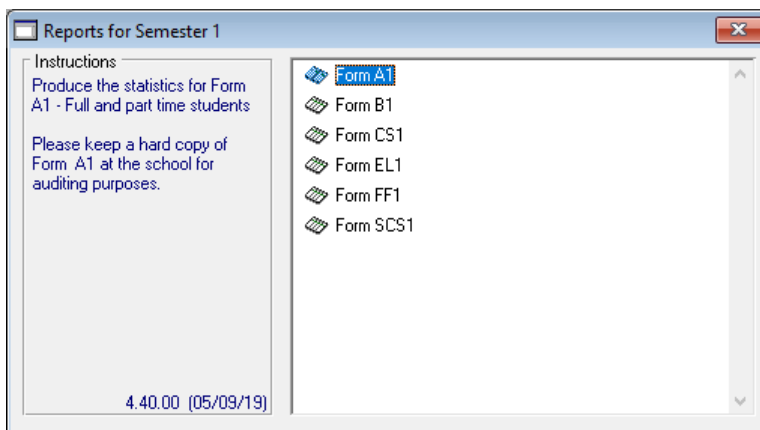 Reports for Semester 1
Instructions
Produce the statistics for Form
A1 - Full and part time students
Please keep a hard copy of
Form A1 at the school for
auditing purposes.
4.40.00 (05/09/19)
Form A1
Form B1
Form CS1
Form EL1
Form FF1
Form SCS1